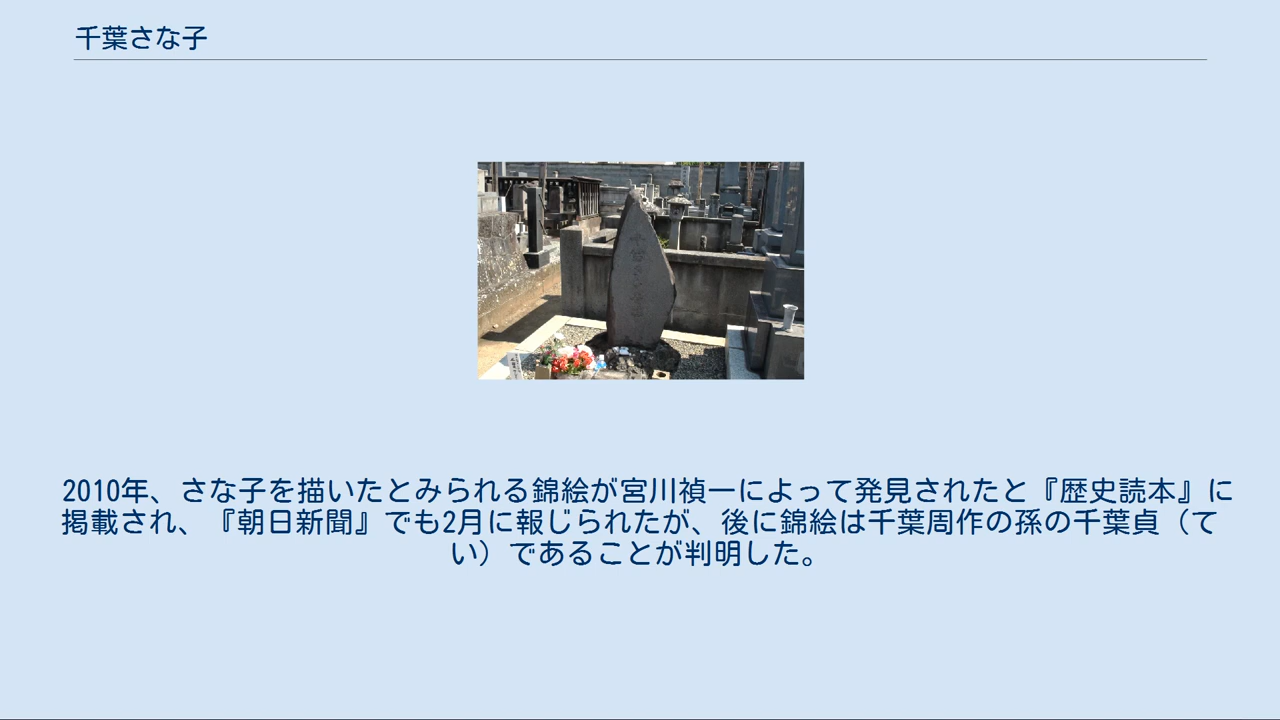 千葉さな子
2010年、さな子を描いたとみられる錦絵が宮川禎一によって発見されたと『歴史読本』に
掲載され、『朝日新聞』でも2月に報じられたが、後に錦絵は千葉周作の孫の千葉貞（て
い）であることが判明した。